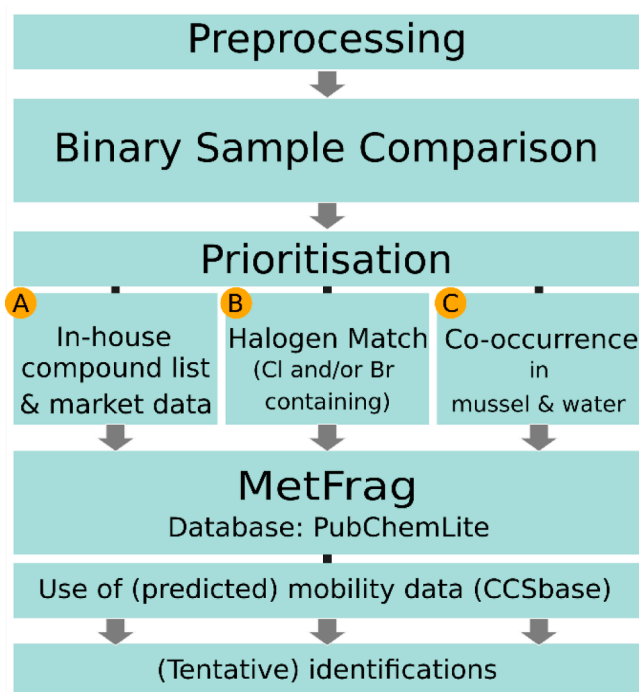 Preprocessing
Binary Sample Comparison
Prioritisation
A
In-house
compound list
& market data
B
Halogen Match
(Cl and/or Br
containing)
C
Co-occurrence
in
mussel & water
MetFrag
Database: PubChemLite
Use of (predicted) mobility data (CCSbase)
(Tentative) identifications